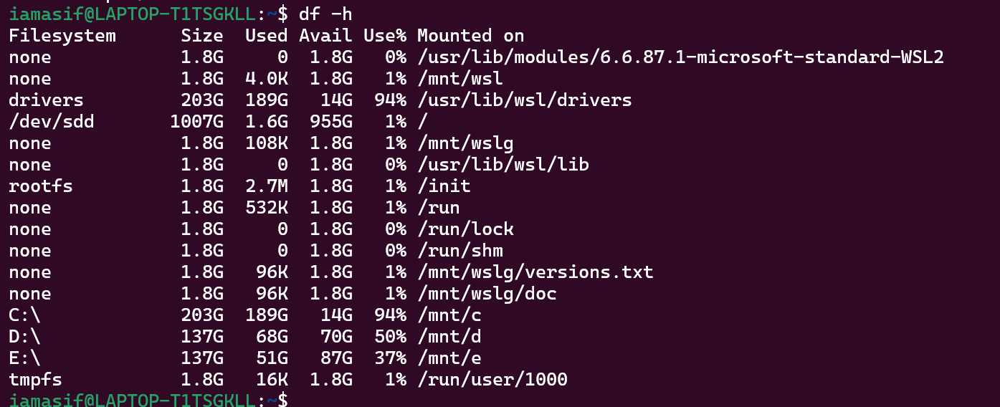 iamasif@LAPTOP-T1TSGKLL:~$ df -h
Filesystem      Size  Used Avail Use% Mounted on
none            1.8G     0  1.8G   0% /usr/lib/modules/6.6.87.1-microsoft-standard-WSL2
none            1.8G  4.0K  1.8G   1% /mnt/wsl
drivers         203G  189G   14G  94% /usr/lib/wsl/drivers
/dev/sdd       1007G  1.6G  955G   1% /
none            1.8G  108K  1.8G   1% /mnt/wslg
none            1.8G     0  1.8G   0% /usr/lib/wsl/lib
rootfs          1.8G  2.7M  1.8G   1% /init
none            1.8G  532K  1.8G   1% /run
none            1.8G     0  1.8G   0% /run/lock
none            1.8G     0  1.8G   0% /run/shm
none            1.8G   96K  1.8G   1% /mnt/wslg/versions.txt
none            1.8G   96K  1.8G   1% /mnt/wslg/doc
C:\             203G  189G   14G  94% /mnt/c
D:\             137G   68G   70G  50% /mnt/d
E:\             137G   51G   87G  37% /mnt/e
tmpfs           1.8G   16K  1.8G   1% /run/user/1000
iamasif@LAPTOP-T1TSGKLL:~$